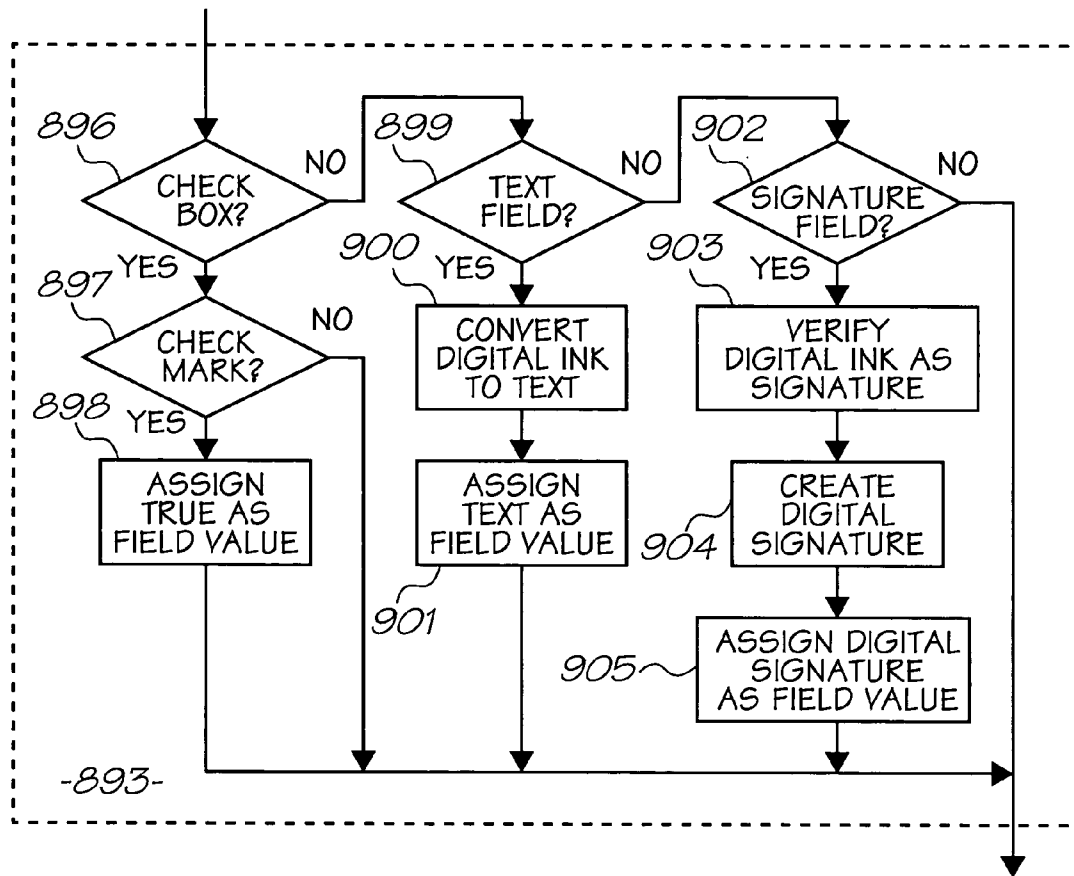 896
CHECK
BOX?
NO
YES
897
CHECK
MARK?
NO
YES
898
ASSIGN
TRUE AS
FIELD VALUE
899
TEXT
FIELD?
NO
YES
900
CONVERT
DIGITAL INK
TO TEXT
ASSIGN
TEXT AS
FIELD VALUE
901
902
SIGNATURE
FIELD?
NO
YES
903
VERIFY
DIGITAL INK AS
SIGNATURE
CREATE
DIGITAL
SIGNATURE
904
ASSIGN DIGITAL
SIGNATURE
AS FIELD VALUE
905
-893-